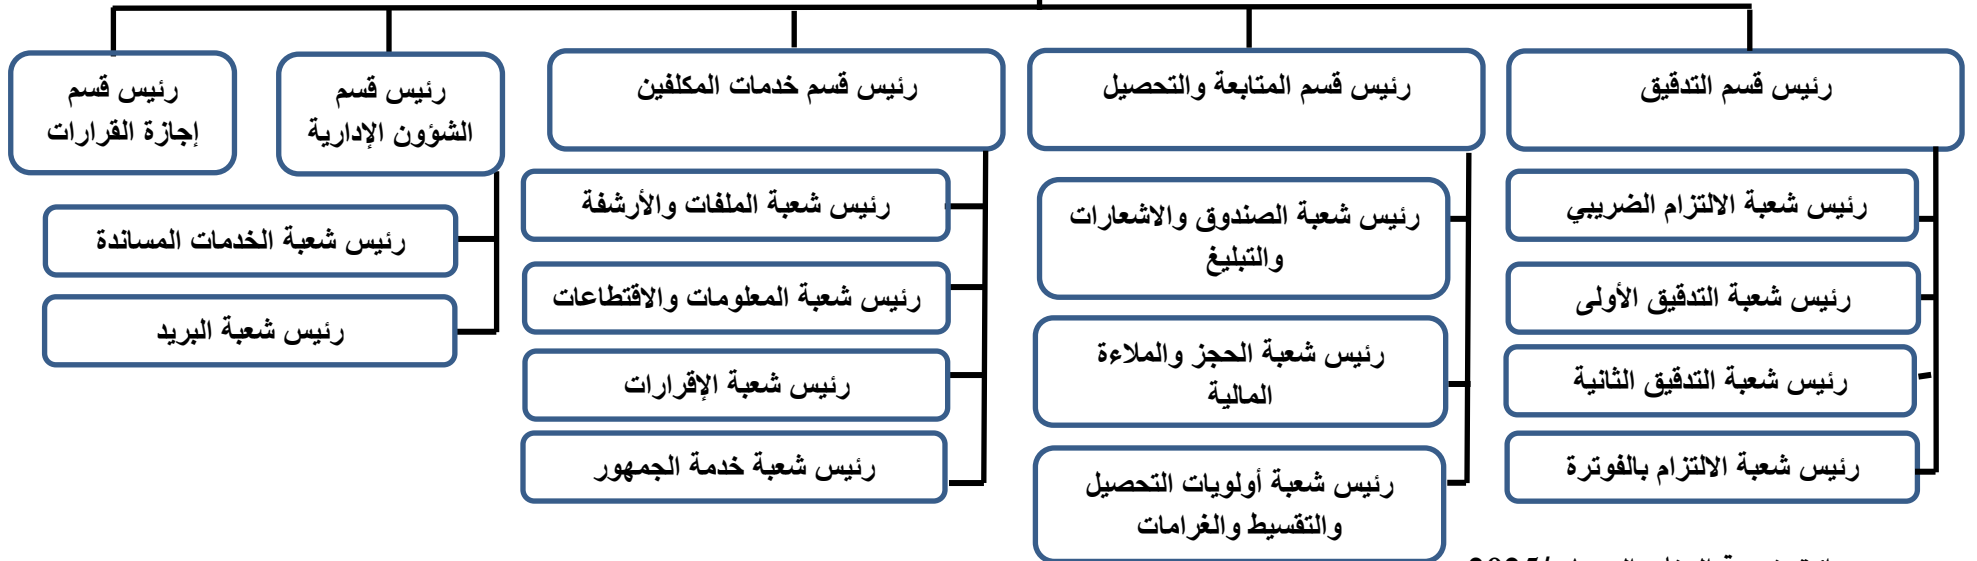 رئيس قسم التدقيق
رئيس شعبة الالتزام الضريبي
رئيس شعبة التدقيق الأولى
رئيس شعبة التدقيق الثانية
رئيس شعبة الالتزام بالفوترة
رئيس قسم المتابعة والتحصيل
رئيس شعبة الصندوق والاشعارات
والتبليغ
رئيس شعبة الحجز والملاءة
المالية
رئيس شعبة أولويات التحصيل
والتقسيط والغرامات
رئيس قسم خدمات المكلفين
رئيس شعبة الملفات والأرشفة
رئيس شعبة المعلومات والاقتطاعات
رئيس شعبة الإقرارات
رئيس شعبة خدمة الجمهور
رئيس قسم
الشؤون الإدارية
رئيس شعبة الخدمات المساندة
رئيس شعبة البريد
رئيس قسم
إجازة القرارات